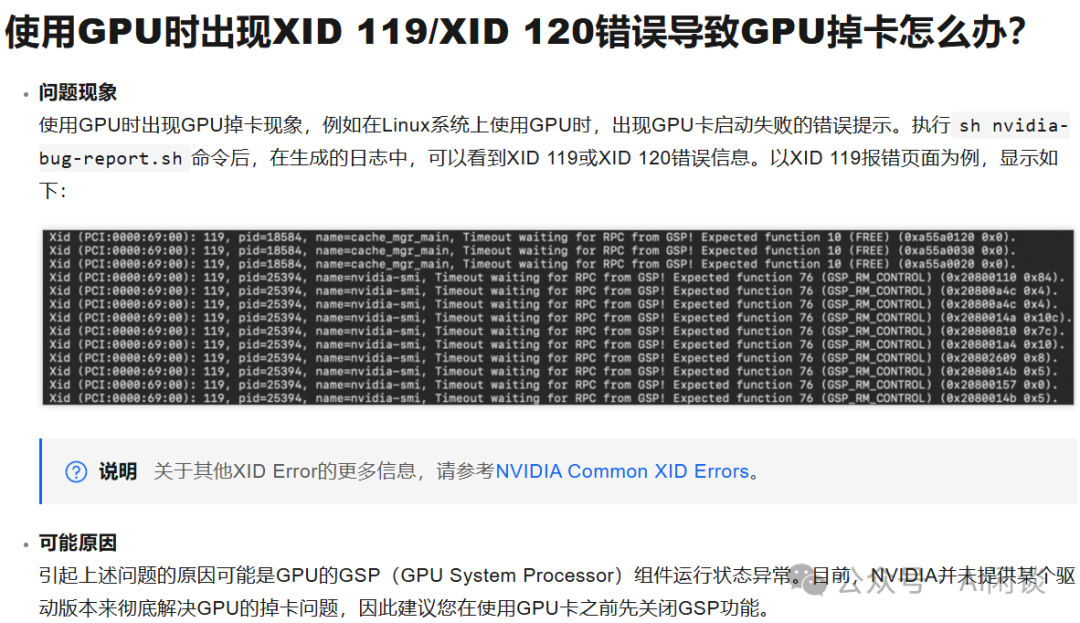 使用GPU时出现XID 119/XID 120错误导致GPU掉卡怎么办?
• 问题现象
使用GPU时出现GPU掉卡现象，例如在Linux系统上使用GPU时，出现GPU卡启动失败的错误提示。执行 sh nvidia-
bug-report.sh 命令后，在生成的日志中，可以看到XID 119或XID 120错误信息。以XID 119报错页面为例，显示如
下：
Xid (PCI:0000:69:00): 119, pid=18584, name=cache_mgr_main, Timeout waiting for RPC from GSP! Expected function 10 (FREE) (0xa55a0120 0x0).
Xid (PCI:0000:69:00): 119, pid=18584, name=cache_mgr_main, Timeout waiting for RPC from GSP! Expected function 10 (FREE) (0xa55a0030 0x0).
Xid (PCI:0000:69:00): 119, pid=18584, name=cache_mgr_main, Timeout waiting for RPC from GSP! Expected function 10 (FREE) (0xa55a0020 0x0).
Xid (PCI:0000:69:00): 119, pid=25394, name=nvidia-smi, Timeout waiting for RPC from GSP! Expected function 76 (GSP_RM_CONTROL) (0x20800110 0x84).
Xid (PCI:0000:69:00): 119, pid=25394, name=nvidia-smi, Timeout waiting for RPC from GSP! Expected function 76 (GSP_RM_CONTROL) (0x20800a4c 0x4).
Xid (PCI:0000:69:00): 119, pid=25394, name=nvidia-smi, Timeout waiting for RPC from GSP! Expected function 76 (GSP_RM_CONTROL) (0x20800a4c 0x4).
Xid (PCI:0000:69:00): 119, pid=25394, name=nvidia-smi, Timeout waiting for RPC from GSP! Expected function 76 (GSP_RM_CONTROL) (0x2080014a 0x10c).
Xid (PCI:0000:69:00): 119, pid=25394, name=nvidia-smi, Timeout waiting for RPC from GSP! Expected function 76 (GSP_RM_CONTROL) (0x20800810 0x7c).
Xid (PCI:0000:69:00): 119, pid=25394, name=nvidia-smi, Timeout waiting for RPC from GSP! Expected function 76 (GSP_RM_CONTROL) (0x208001a4 0x10).
Xid (PCI:0000:69:00): 119, pid=25394, name=nvidia-smi, Timeout waiting for RPC from GSP! Expected function 76 (GSP_RM_CONTROL) (0x20802609 0x8).
Xid (PCI:0000:69:00): 119, pid=25394, name=nvidia-smi, Timeout waiting for RPC from GSP! Expected function 76 (GSP_RM_CONTROL) (0x2080014b 0x5).
Xid (PCI:0000:69:00): 119, pid=25394, name=nvidia-smi, Timeout waiting for RPC from GSP! Expected function 76 (GSP_RM_CONTROL) (0x20800157 0x0).
Xid (PCI:0000:69:00): 119, pid=25394, name=nvidia-smi, Timeout waiting for RPC from GSP! Expected function 76 (GSP_RM_CONTROL) (0x2080014b 0x5).
说明 关于其他XID Error的更多信息，请参考NVIDIA Common XID Errors。
• 可能原因
引起上述问题的原因可能是GPU的GSP（GPU System Processor）组件运行状态异常。目前，NVIDIA并未提供某个驱
动版本来彻底解决GPU的掉卡问题，因此建议您在使用GPU卡之前先关闭GSP功能。
公众号 · AI闲谈